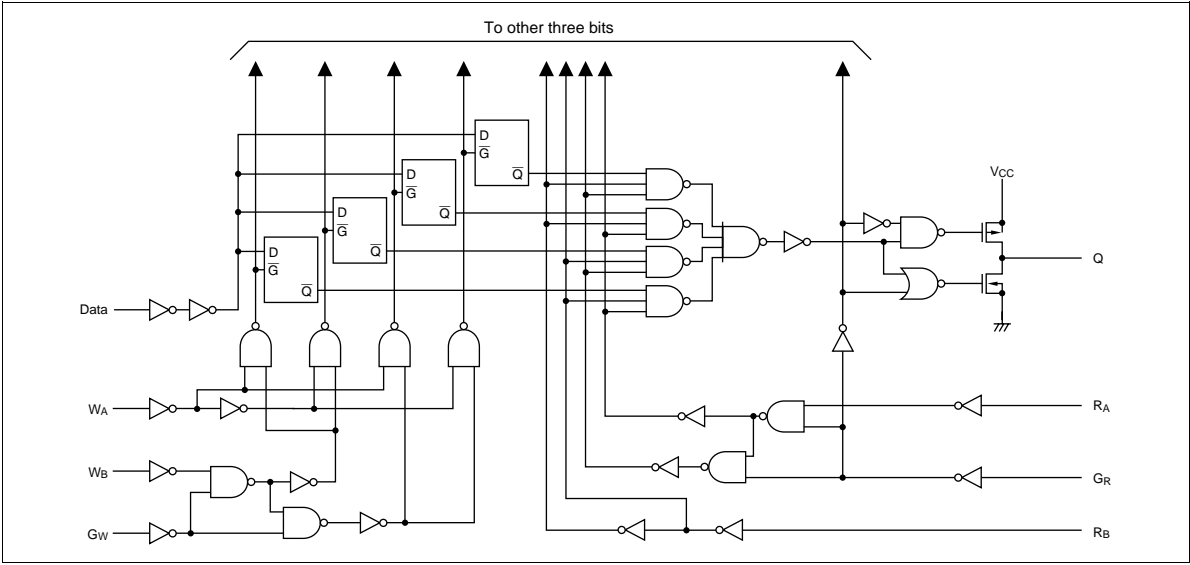 To other three bits
D
G̅
Q̅
D
G̅
Q̅
VCC
D
G̅
Q̅
D
G̅
Q̅
Q
Data
WA
RA
WB
GR
GW
RB